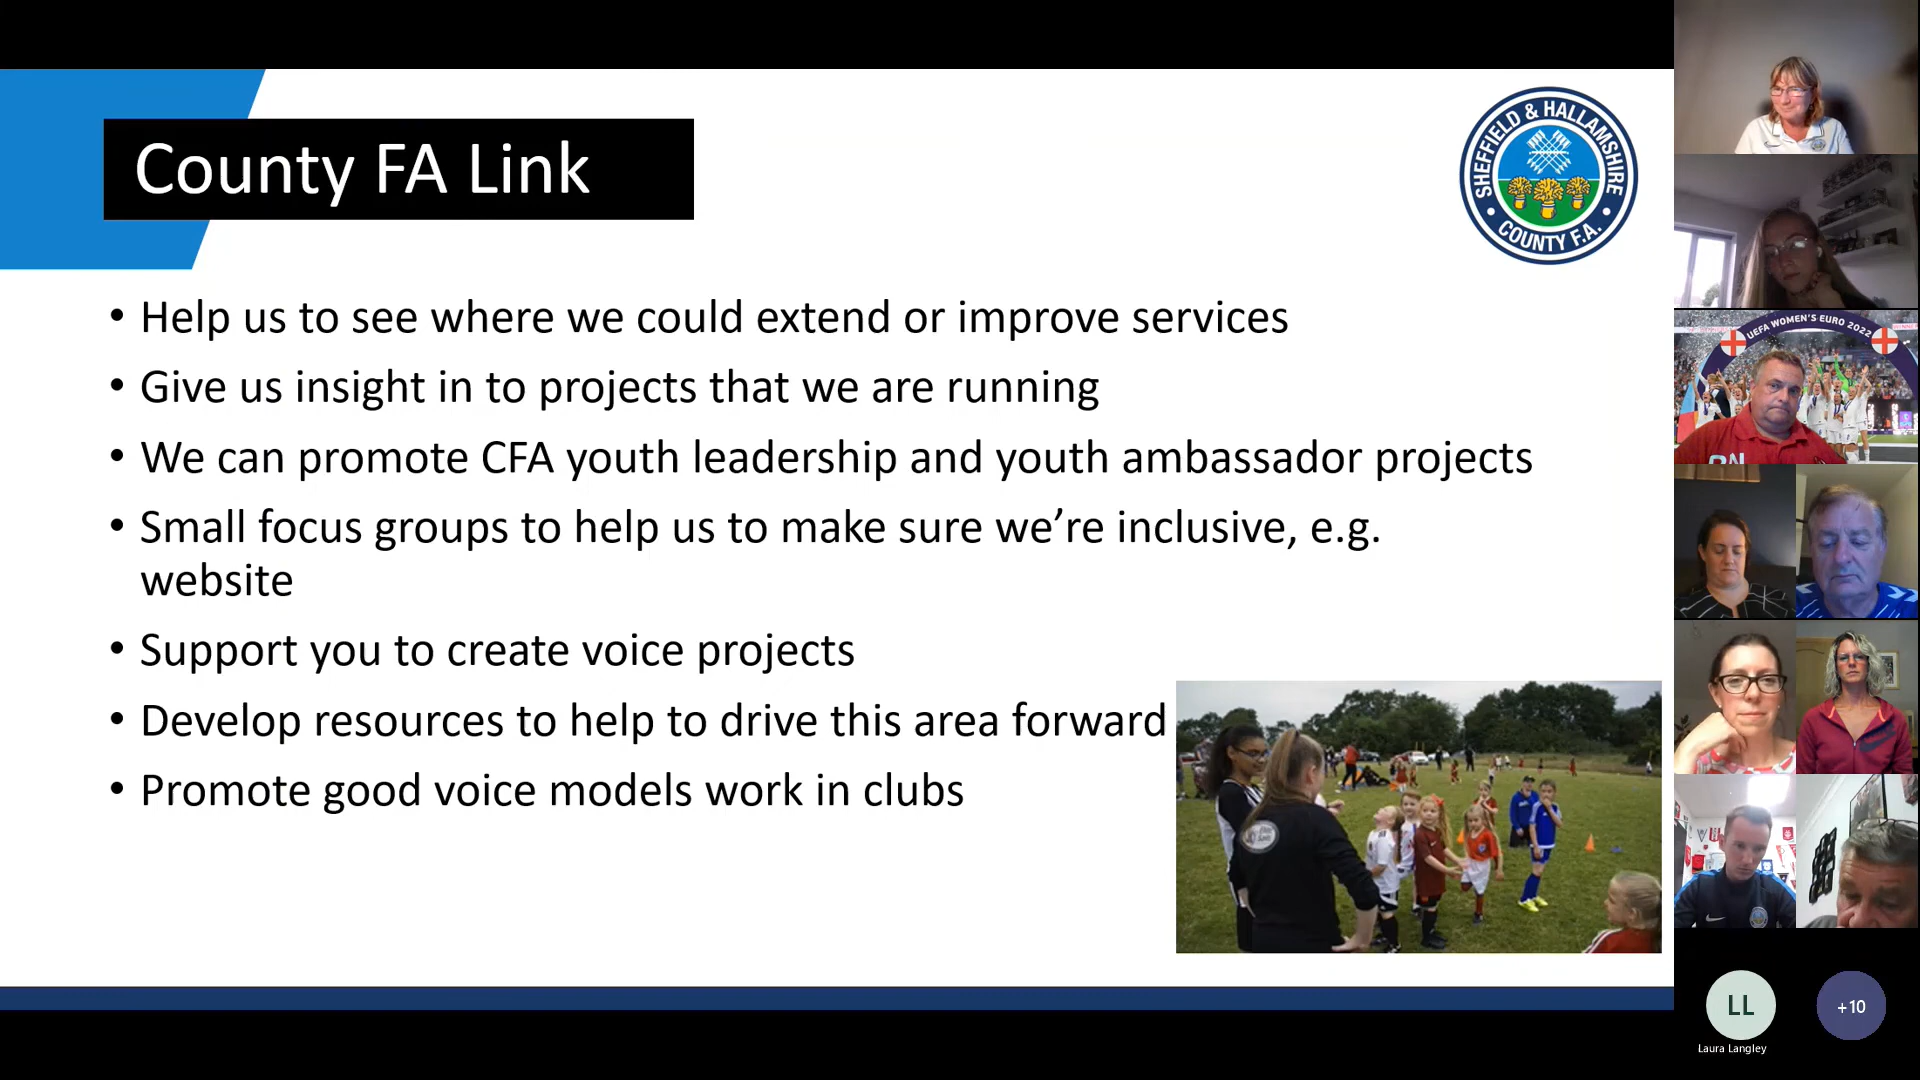 County FA Link
SHEFFIELD & HALLAMSHIRE
• COUNTY F.A. •
• Help us to see where we could extend or improve services
• Give us insight in to projects that we are running
• We can promote CFA youth leadership and youth ambassador projects
• Small focus groups to help us to make sure we’re inclusive, e.g.
website
• Support you to create voice projects
• Develop resources to help to drive this area forward
• Promote good voice models work in clubs
UEFA WOMEN'S EURO 2022
LL
+10
Laura Langley